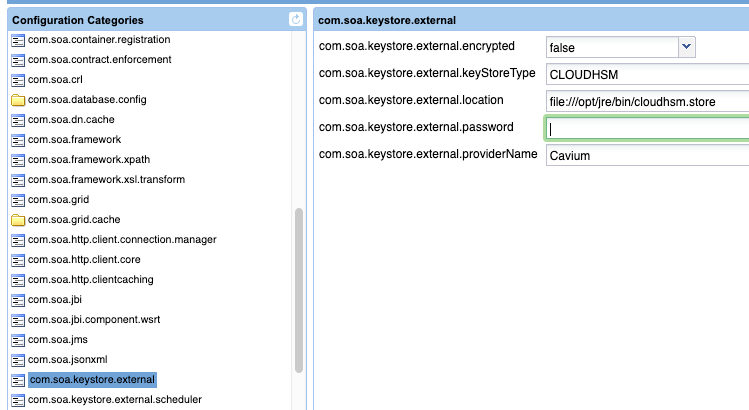 Configuration Categories
com.soa.container.registration
com.soa.contract.enforcement
com.soa.crl
com.soa.database.config
com.soa.dn.cache
com.soa.framework
com.soa.framework.xpath
com.soa.framework.xsl.transform
com.soa.grid
com.soa.grid.cache
com.soa.http.client.connection.manager
com.soa.http.client.core
com.soa.http.clientcaching
com.soa.jbi
com.soa.jbi.component.wsrt
com.soa.jms
com.soa.jsonxml
com.soa.keystore.external
com.soa.keystore.external.scheduler
com.soa.keystore.external
com.soa.keystore.external.encrypted false
com.soa.keystore.external.keyStoreType CLOUDHSM
com.soa.keystore.external.location file:///opt/jre/bin/cloudhsm.store
com.soa.keystore.external.password
com.soa.keystore.external.providerName Cavium